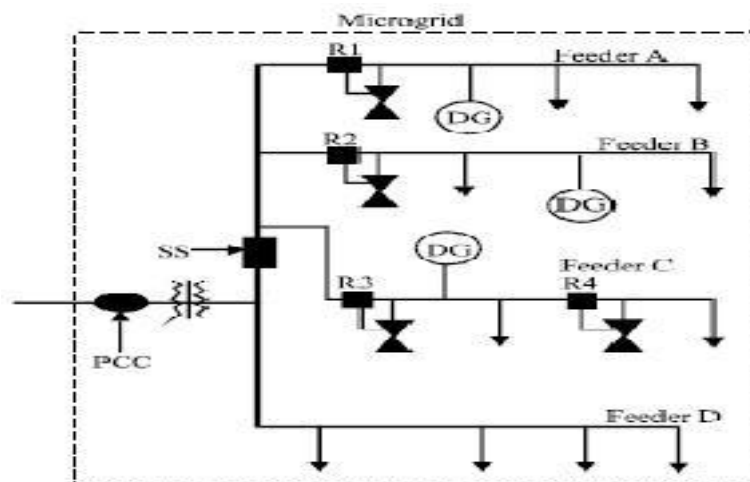 Microgrid
R1
Feeder A
DG
R2
Feeder B
DG
SS
DG
Feeder C
R3
R4
PCC
Feeder D